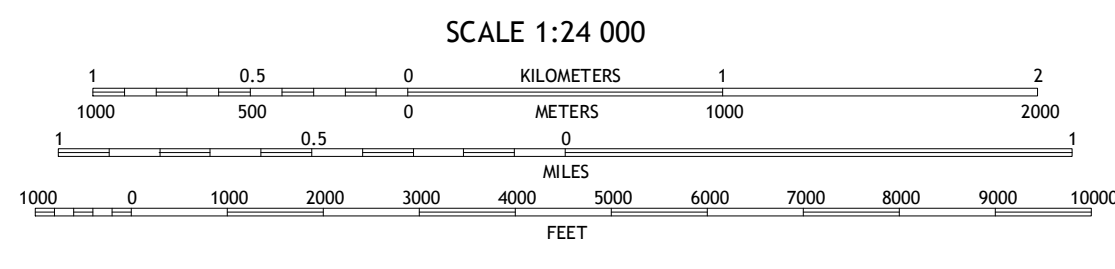 SCALE 1:24 000
1 0.5 0 KILOMETERS 1 2
1000 500 0 METERS 1000 2000
1 0.5 0 1
MILES
1000 0 1000 2000 3000 4000 5000 6000 7000 8000 9000 10000
FEET